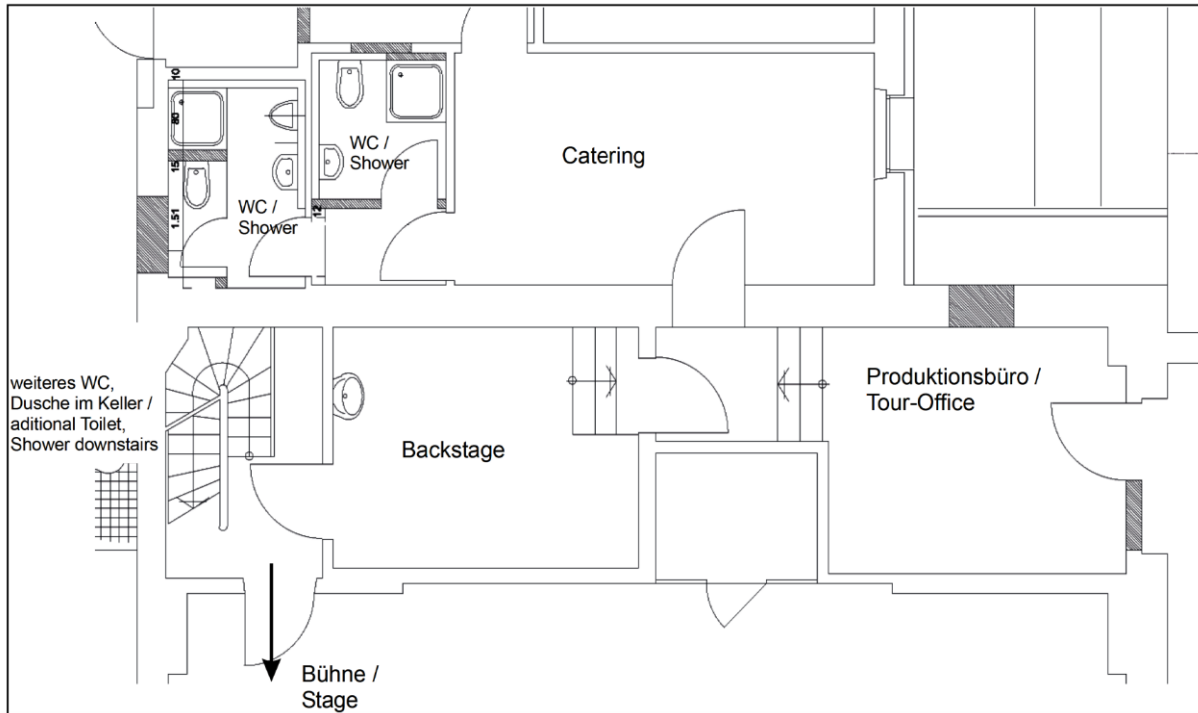 10
80
15
1.51
12
WC /
Shower
WC /
Shower
Catering
weiteres WC,
Dusche im Keller /
aditional Toilet,
Shower downstairs
Backstage
Produktionsbüro /
Tour-Office
Bühne /
Stage